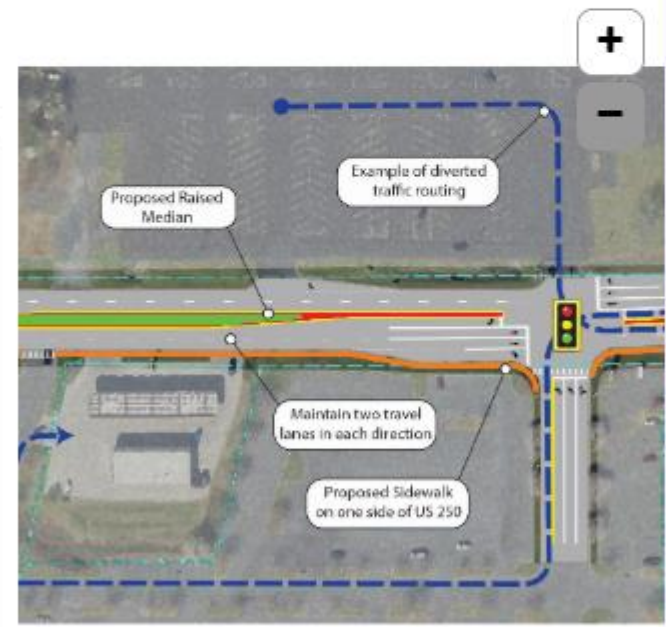 +
−
Example of diverted
traffic routing
Proposed Raised
Median
Maintain two travel
lanes in each direction
Proposed Sidewalk
on one side of US 250